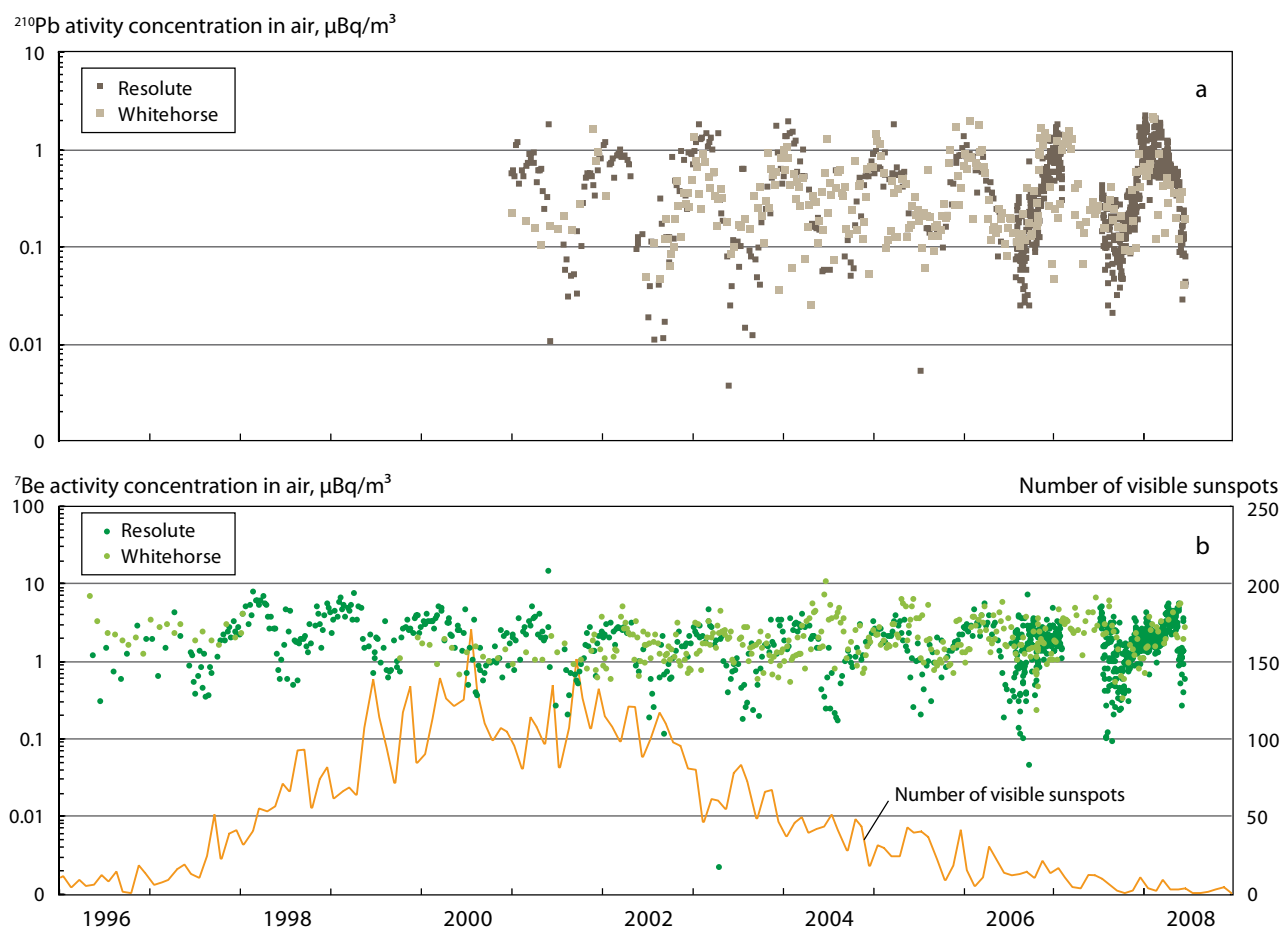 ²¹⁰Pb ativity concentration in air, µBq/m³
10
Resolute
Whitehorse
a
1
0.1
0.01
0
⁷Be activity concentration in air, µBq/m³
Number of visible sunspots
100
250
Resolute
Whitehorse
b
10
200
1
150
0.1
100
Number of visible sunspots
0.01
50
0
0
1996 1998 2000 2002 2004 2006 2008